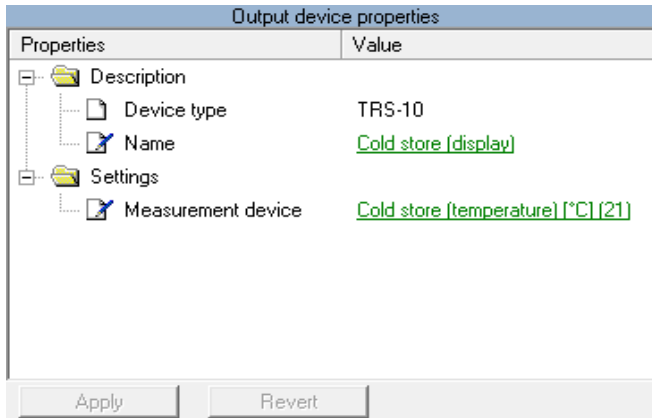 Output device properties
Properties Value
Description
Device type TRS-10
Name Cold store (display)
Settings
Measurement device Cold store (temperature) [°C] (21)
Apply Revert